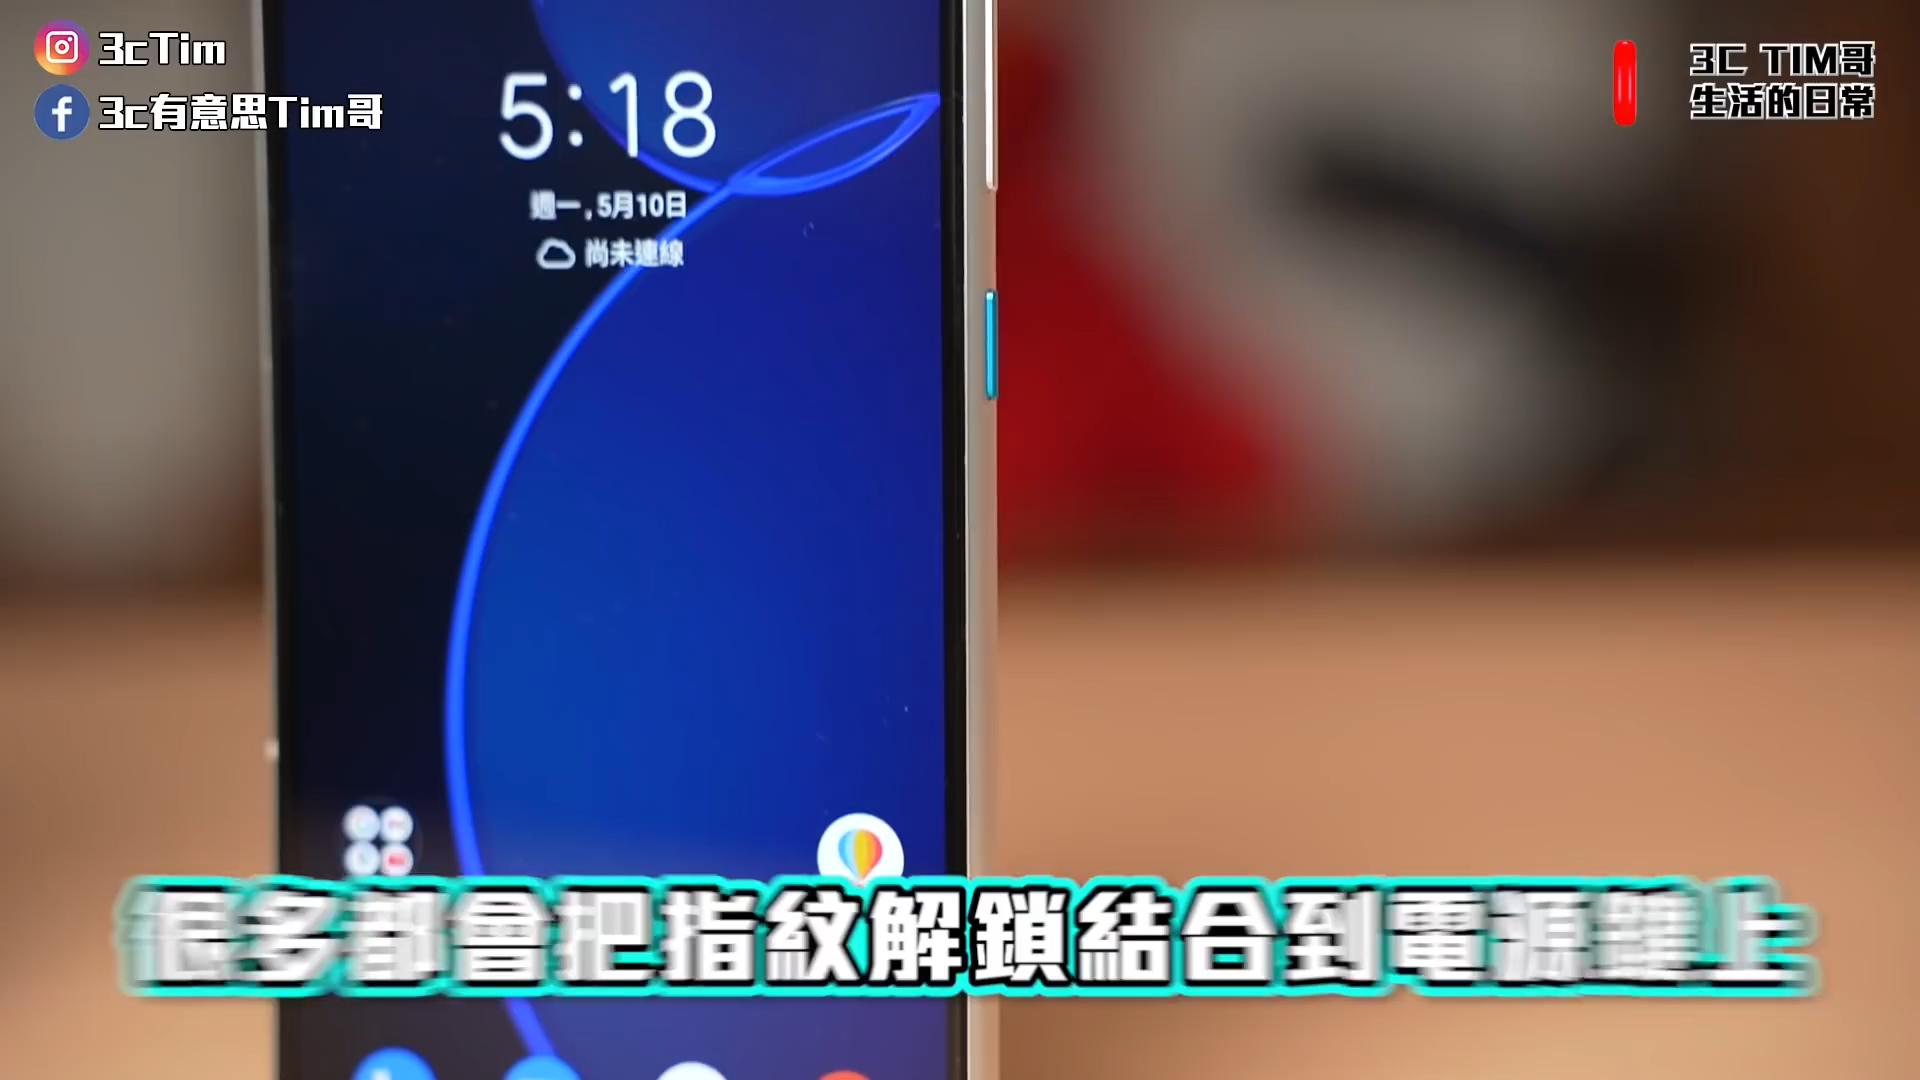 3cTim
3c有意思Tim哥
3C TIM哥
生活的日常
5:18
週一, 5月10日
尚未連線
很多都會把指紋解鎖結合到電源鍵上